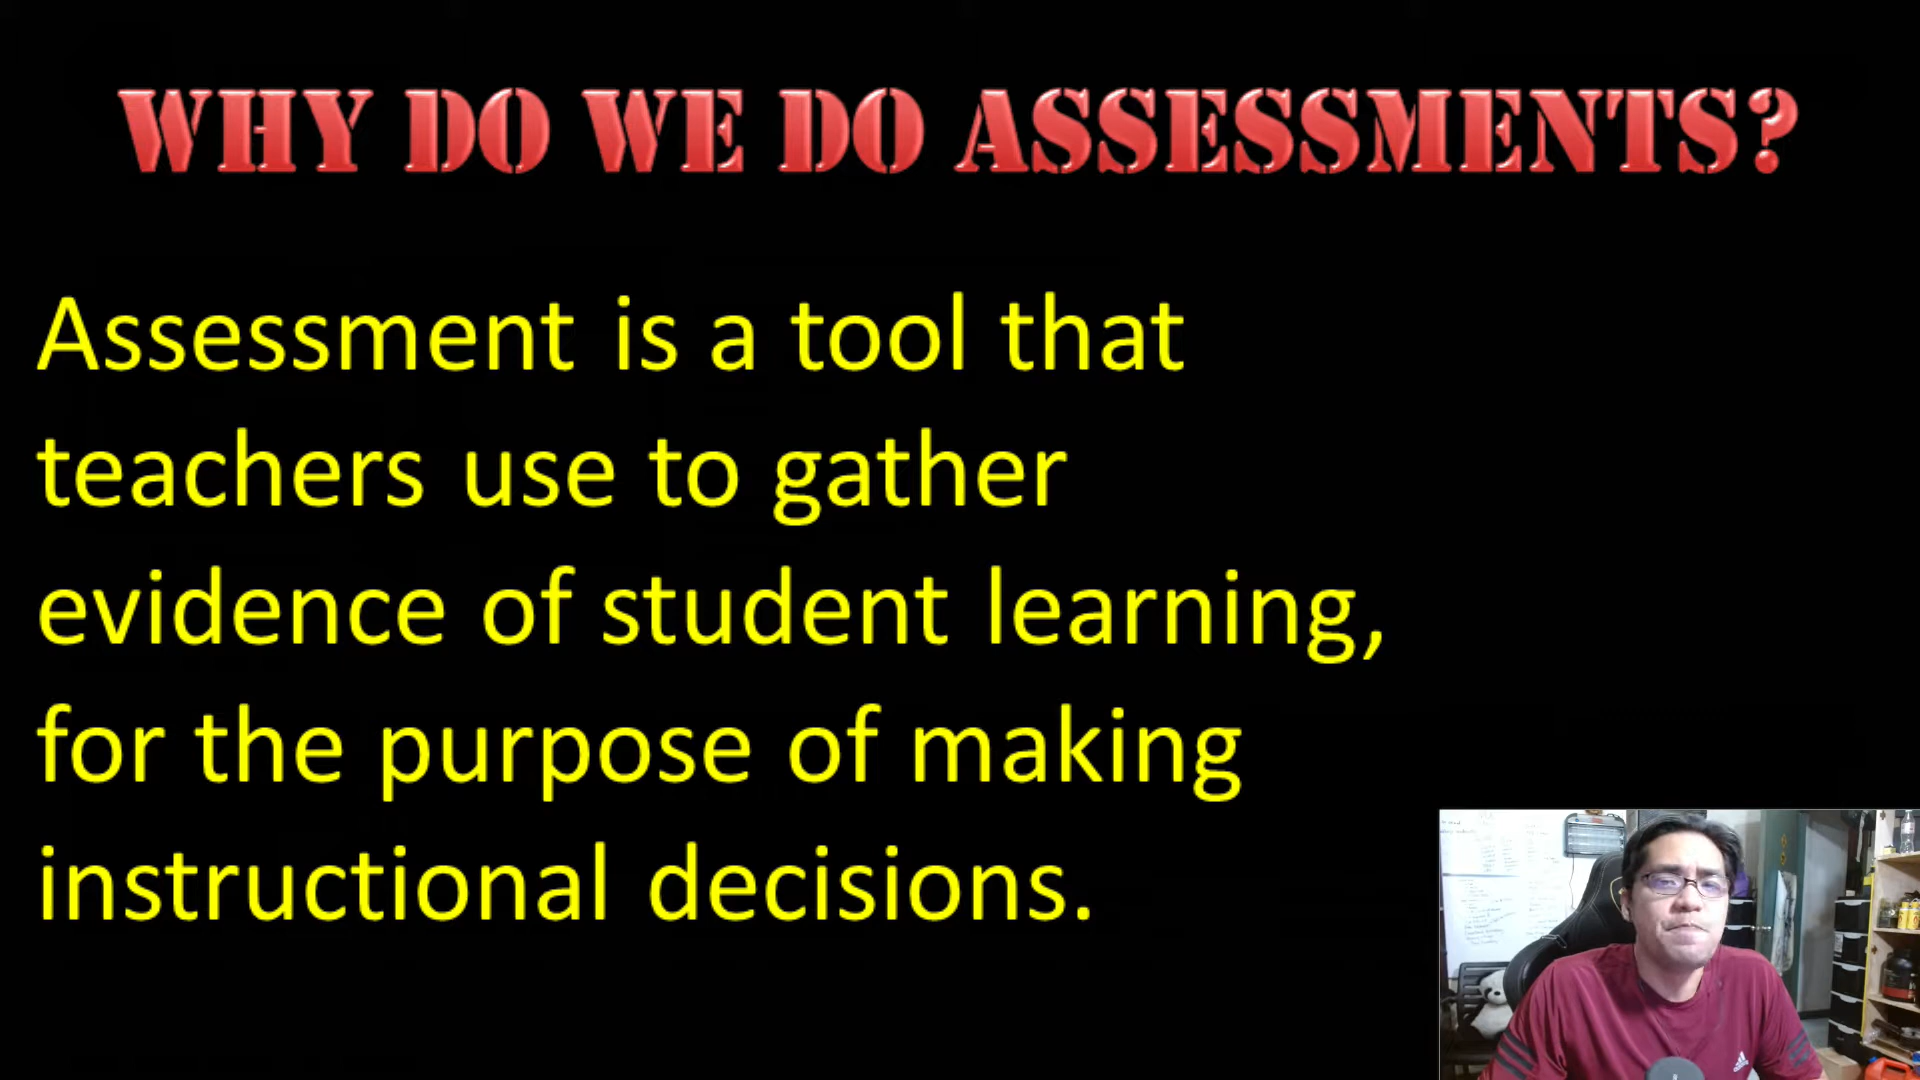 WHY DO WE DO ASSESSMENTS?
Assessment is a tool that
teachers use to gather
evidence of student learning,
for the purpose of making
instructional decisions.